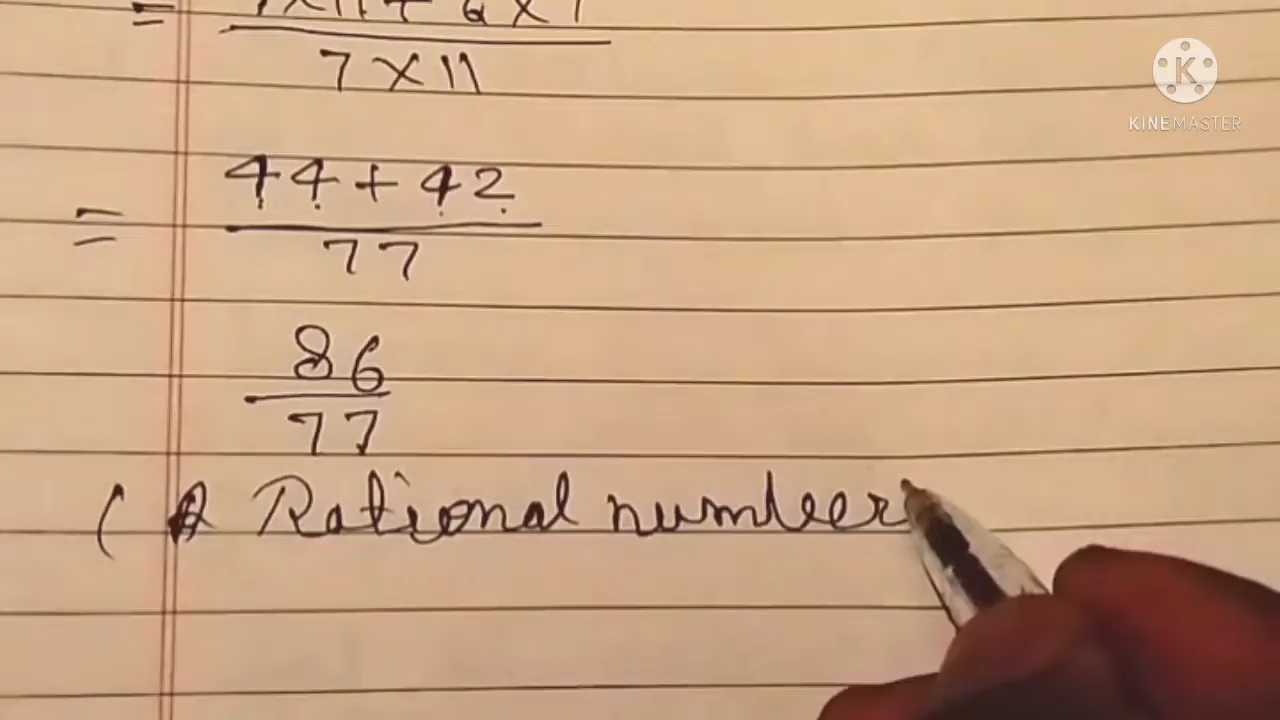 =
7 × 11
44 + 42
=
77
86
77
( A Rational number
KINEMASTER